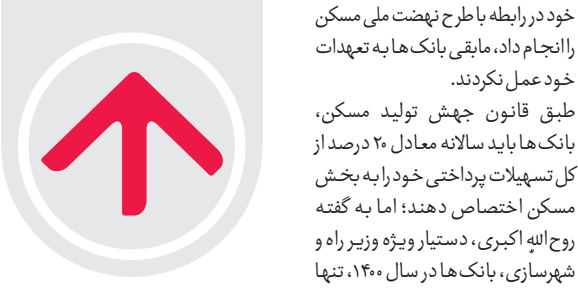 خود در رابطه با طرح نهضت ملی مسکن
را انجام داد، مابقی بانک‌ها به تعهدات
خود عمل نکردند.
طبق قانون جهش تولید مسکن،
بانک‌ها باید سالانه معادل ۲۰ درصد از
کل تسهیلات پرداختی خود را به بخش
مسکن اختصاص دهند؛ اما به گفته
روح‌الله اکبری، دستیار ویژه وزیر راه و
شهرسازی، بانک‌ها در سال ۱۴۰۰، تنها